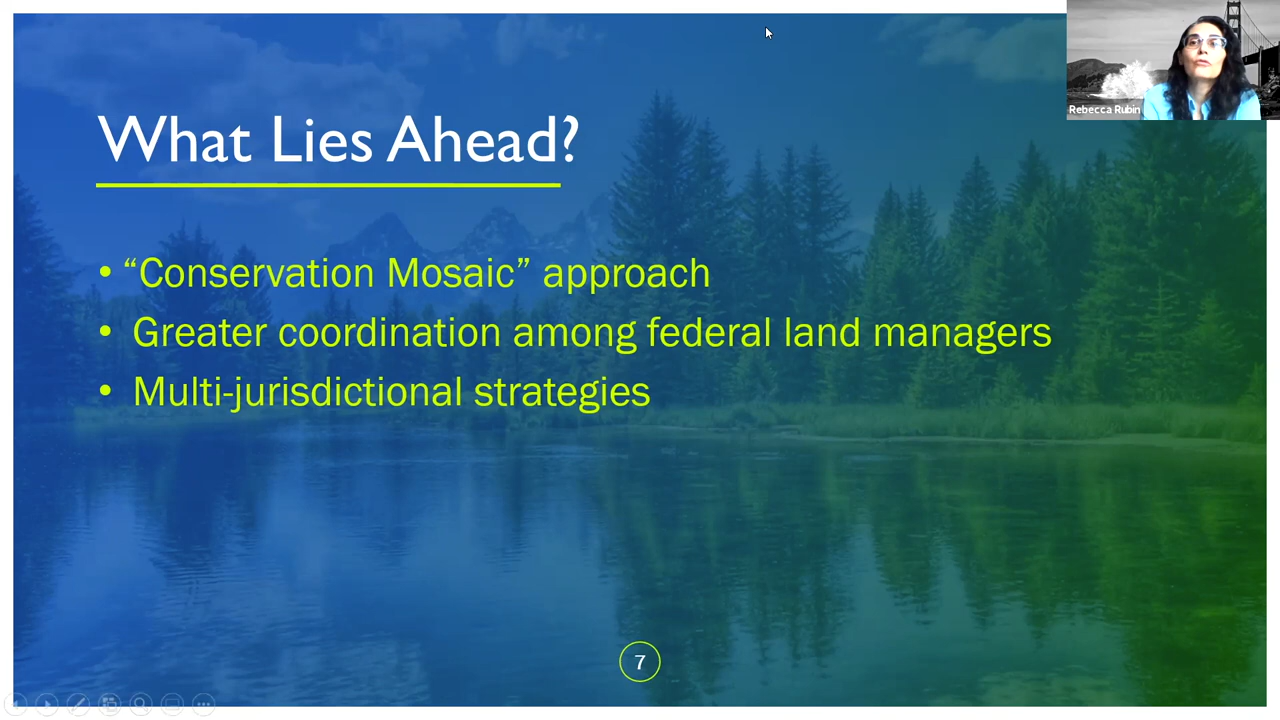 Rebecca Rubin
What Lies Ahead?
• “Conservation Mosaic” approach
• Greater coordination among federal land managers
• Multi-jurisdictional strategies
7